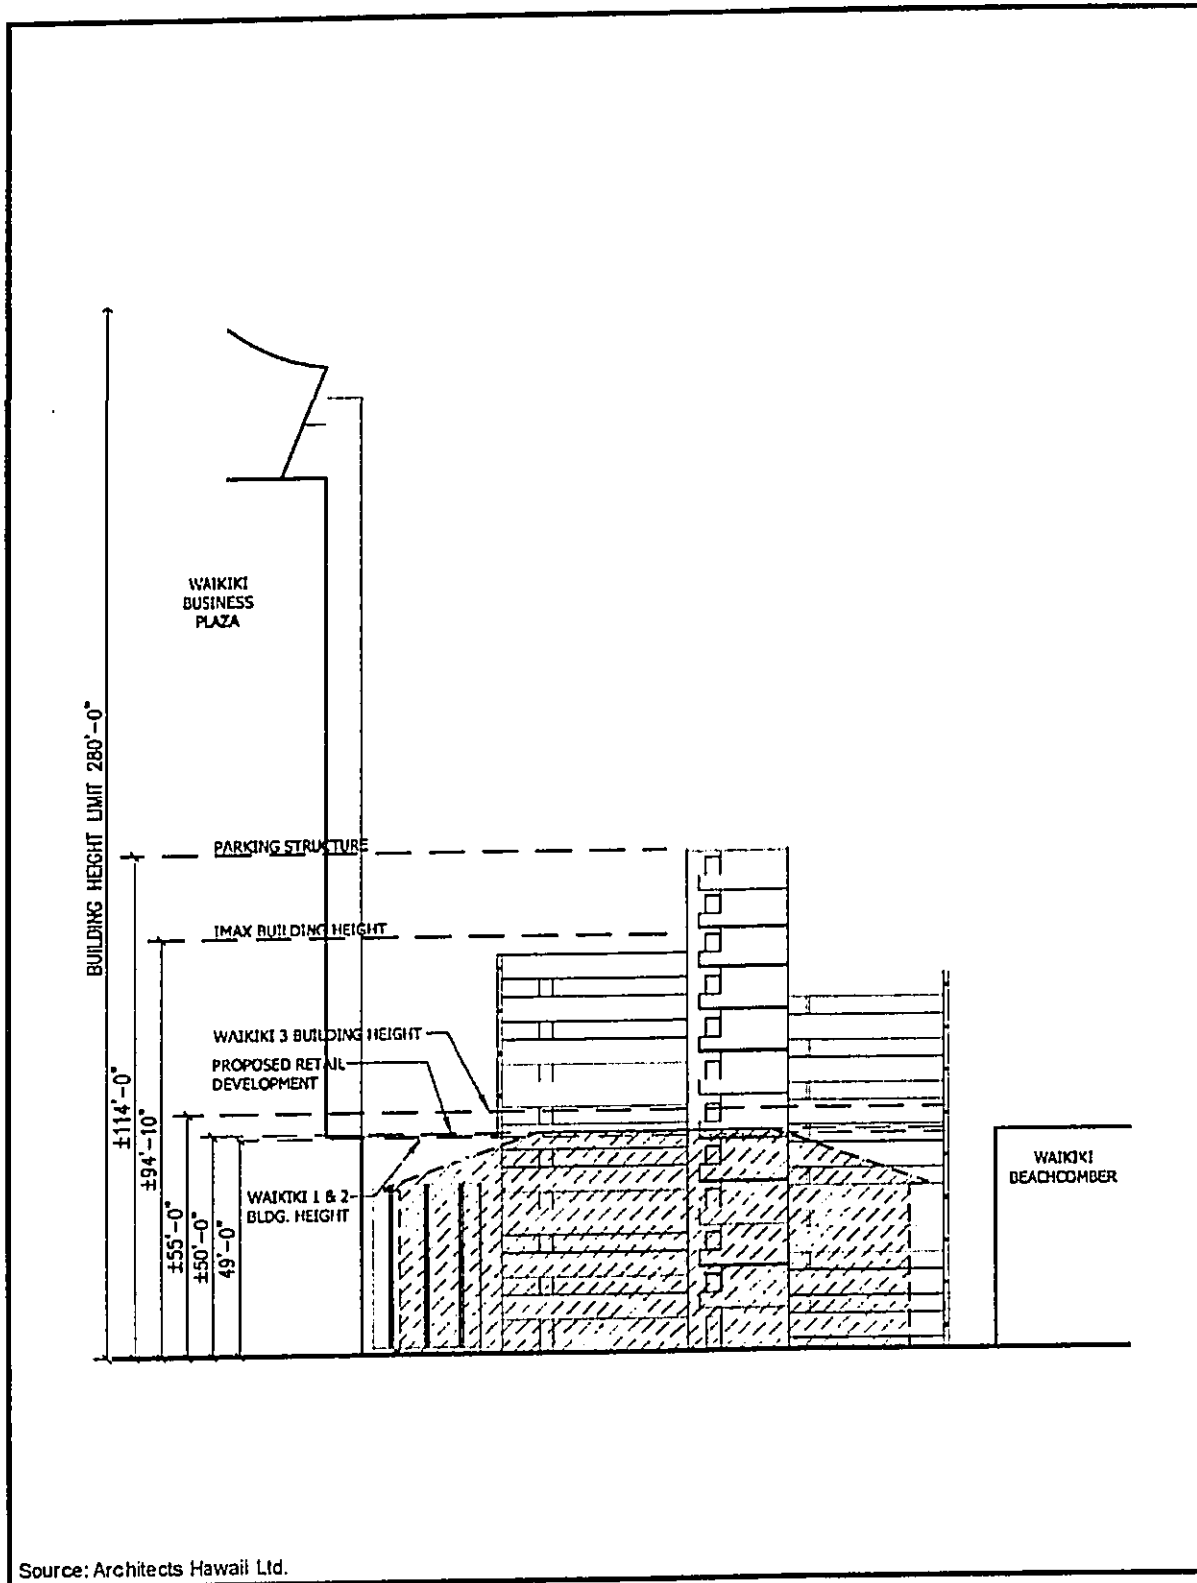 WAIKIKI
BUSINESS
PLAZA
BUILDING HEIGHT LIMIT 280'-0"
PARKING STRUCTURE
IMAX BUILDING HEIGHT
WAIKIKI 3 BUILDING HEIGHT
PROPOSED RETAIL
DEVELOPMENT
±114'-0"
±94'-10"
±55'-0"
±50'-0"
49'-0"
WAIKIKI 1 & 2
BLDG. HEIGHT
WAIKIKI
BEACHCOMBER
Source: Architects Hawaii Ltd.